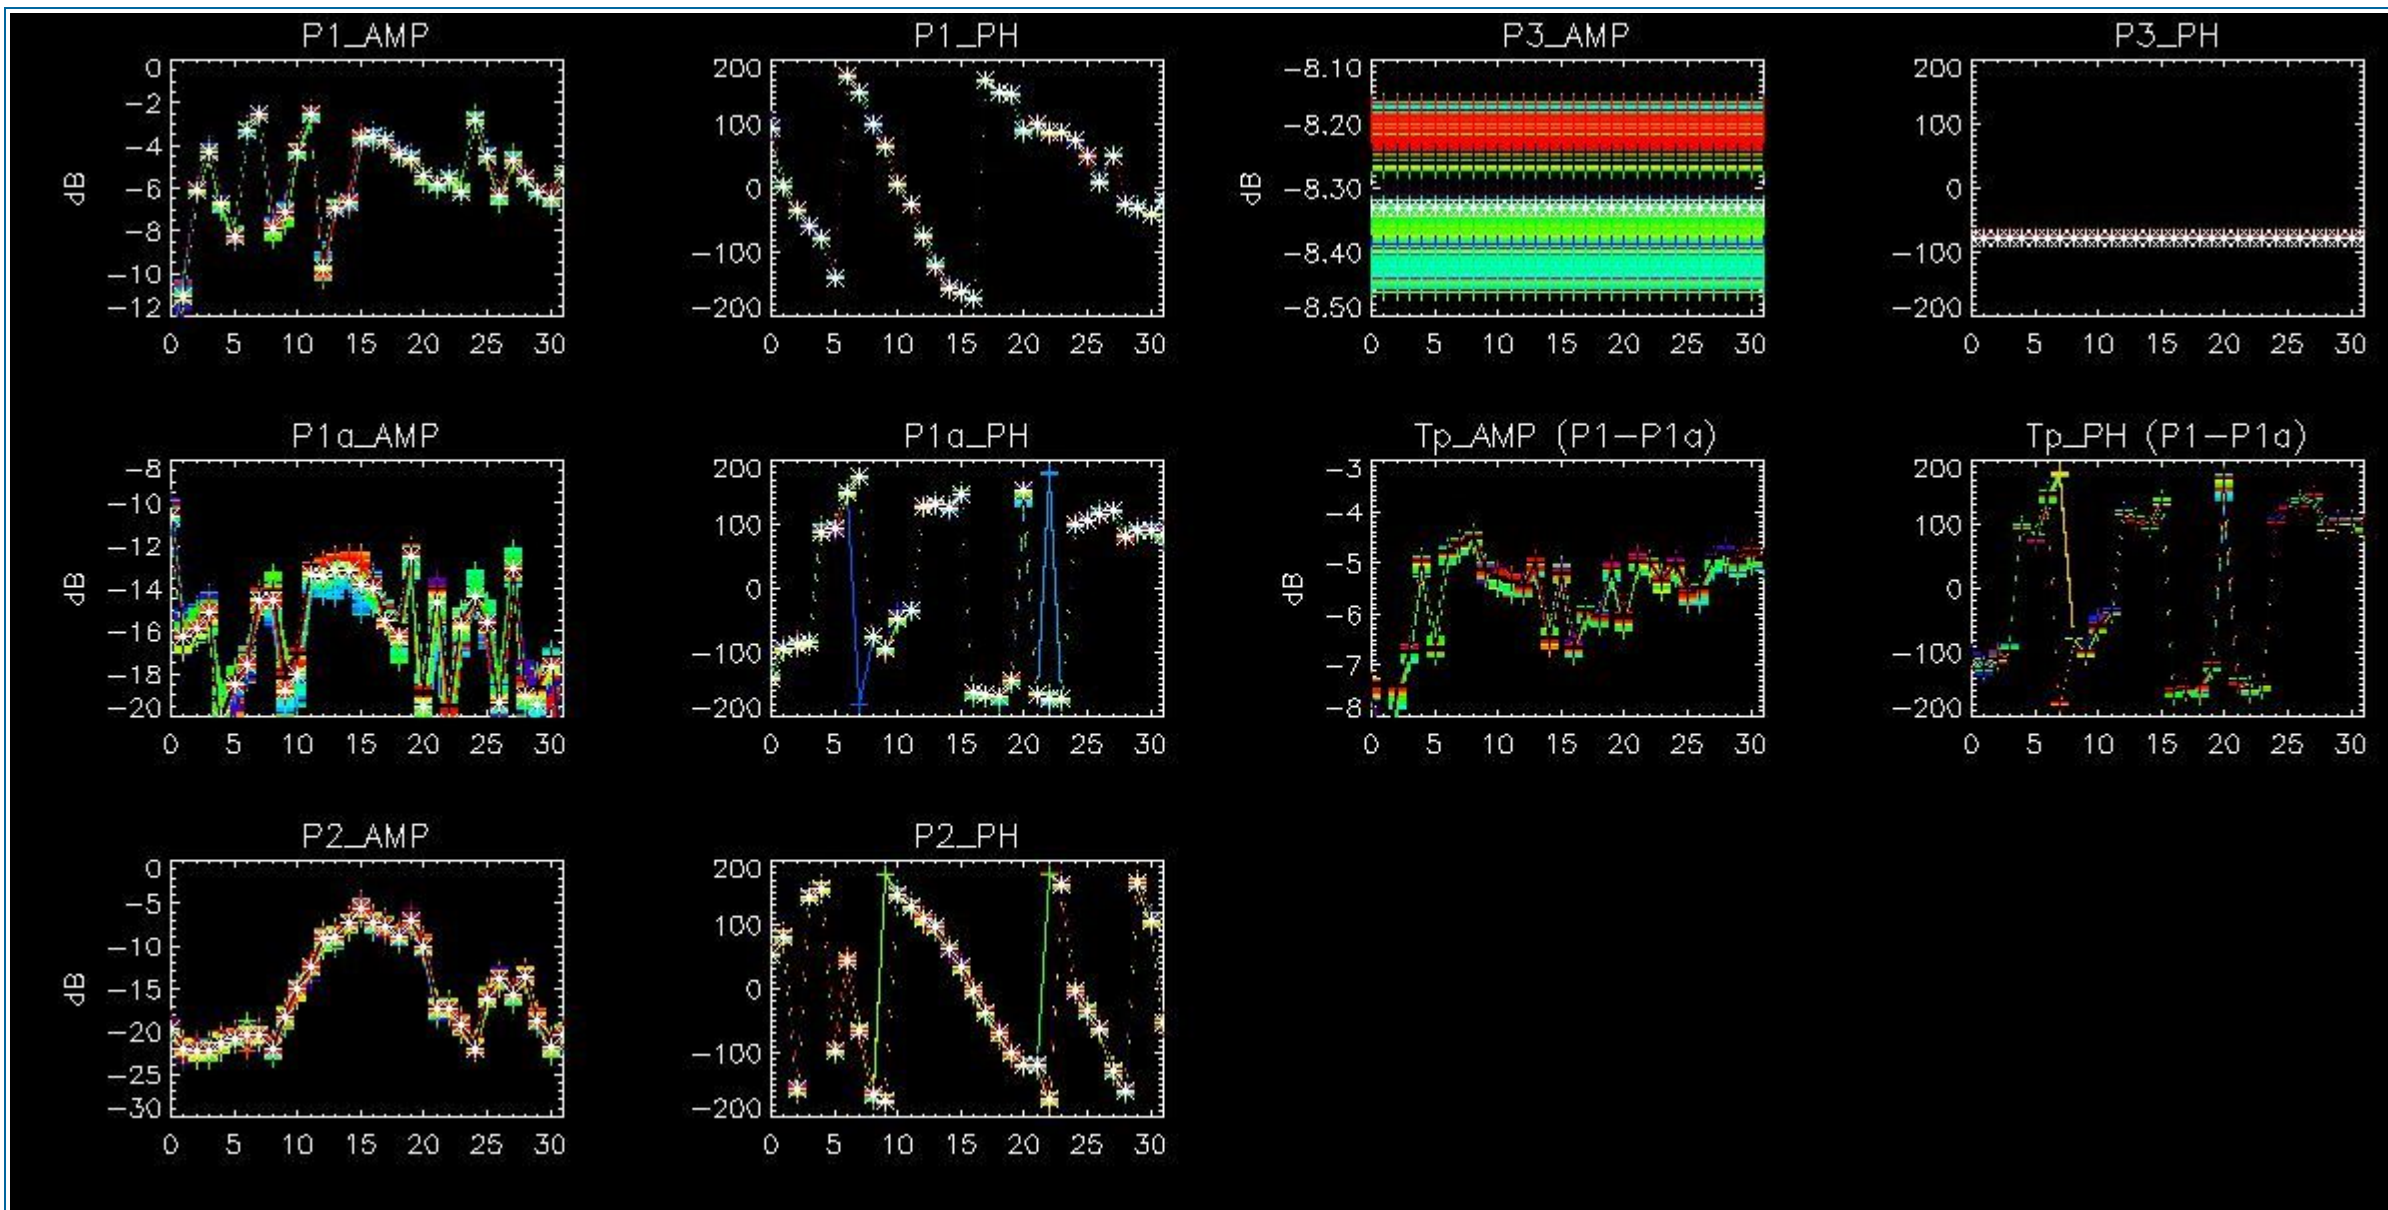 P1_AMP
P1_PH
P3_AMP
P3_PH
0
−2
−4
−6
−8
−10
−12
dB
0 5 10 15 20 25 30
200
100
0
−100
−200
0 5 10 15 20 25 30
−8.10
−8.20
−8.30
−8.40
−8.50
dB
0 5 10 15 20 25 30
200
100
0
−100
−200
0 5 10 15 20 25 30
P1a_AMP
P1a_PH
Tp_AMP (P1−P1a)
Tp_PH (P1−P1a)
−8
−10
−12
−14
−16
−18
−20
dB
0 5 10 15 20 25 30
200
100
0
−100
−200
0 5 10 15 20 25 30
−3
−4
−5
−6
−7
−8
dB
0 5 10 15 20 25 30
200
100
0
−100
−200
0 5 10 15 20 25 30
P2_AMP
P2_PH
0
−5
−10
−15
−20
−25
−30
dB
0 5 10 15 20 25 30
200
100
0
−100
−200
0 5 10 15 20 25 30